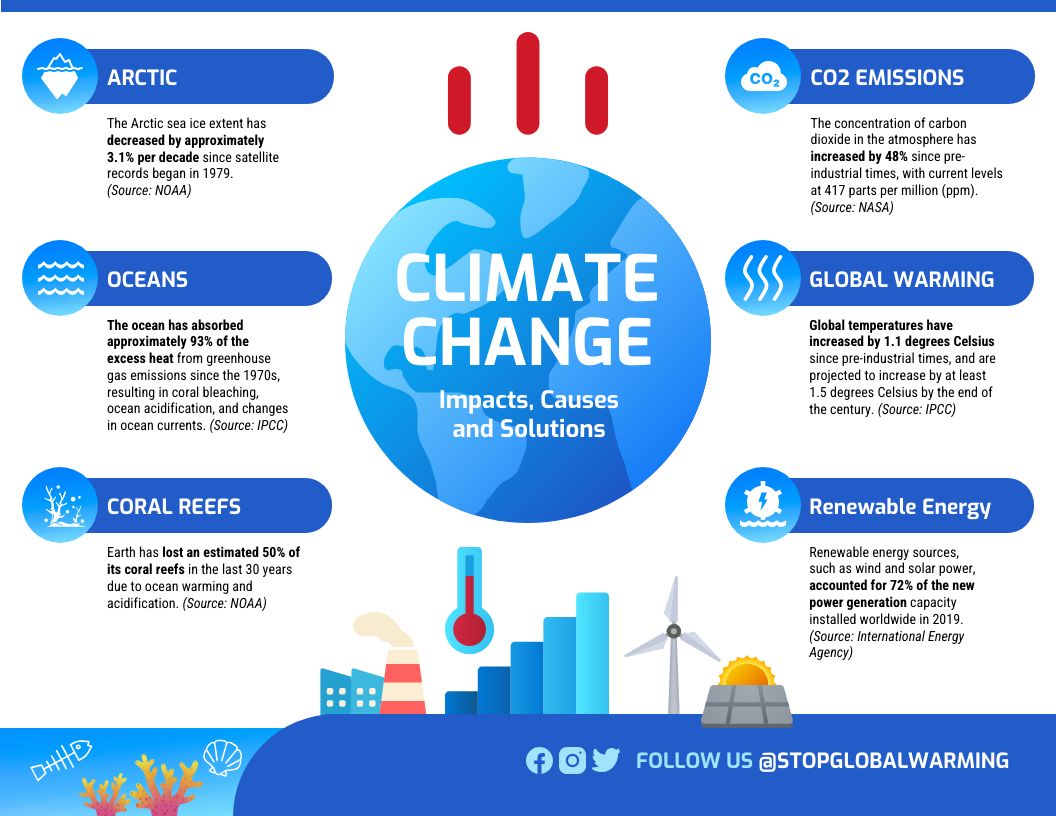 ARCTIC
The Arctic sea ice extent has
decreased by approximately
3.1% per decade since satellite
records began in 1979.
(Source: NOAA)
OCEANS
The ocean has absorbed
approximately 93% of the
excess heat from greenhouse
gas emissions since the 1970s,
resulting in coral bleaching,
ocean acidification, and changes
in ocean currents. (Source: IPCC)
CORAL REEFS
Earth has lost an estimated 50% of
its coral reefs in the last 30 years
due to ocean warming and
acidification. (Source: NOAA)
CLIMATE
CHANGE
Impacts, Causes
and Solutions
CO₂
CO2 EMISSIONS
The concentration of carbon
dioxide in the atmosphere has
increased by 48% since pre-
industrial times, with current levels
at 417 parts per million (ppm).
(Source: NASA)
GLOBAL WARMING
Global temperatures have
increased by 1.1 degrees Celsius
since pre-industrial times, and are
projected to increase by at least
1.5 degrees Celsius by the end of
the century. (Source: IPCC)
Renewable Energy
Renewable energy sources,
such as wind and solar power,
accounted for 72% of the new
power generation capacity
installed worldwide in 2019.
(Source: International Energy
Agency)
FOLLOW US @STOPGLOBALWARMING